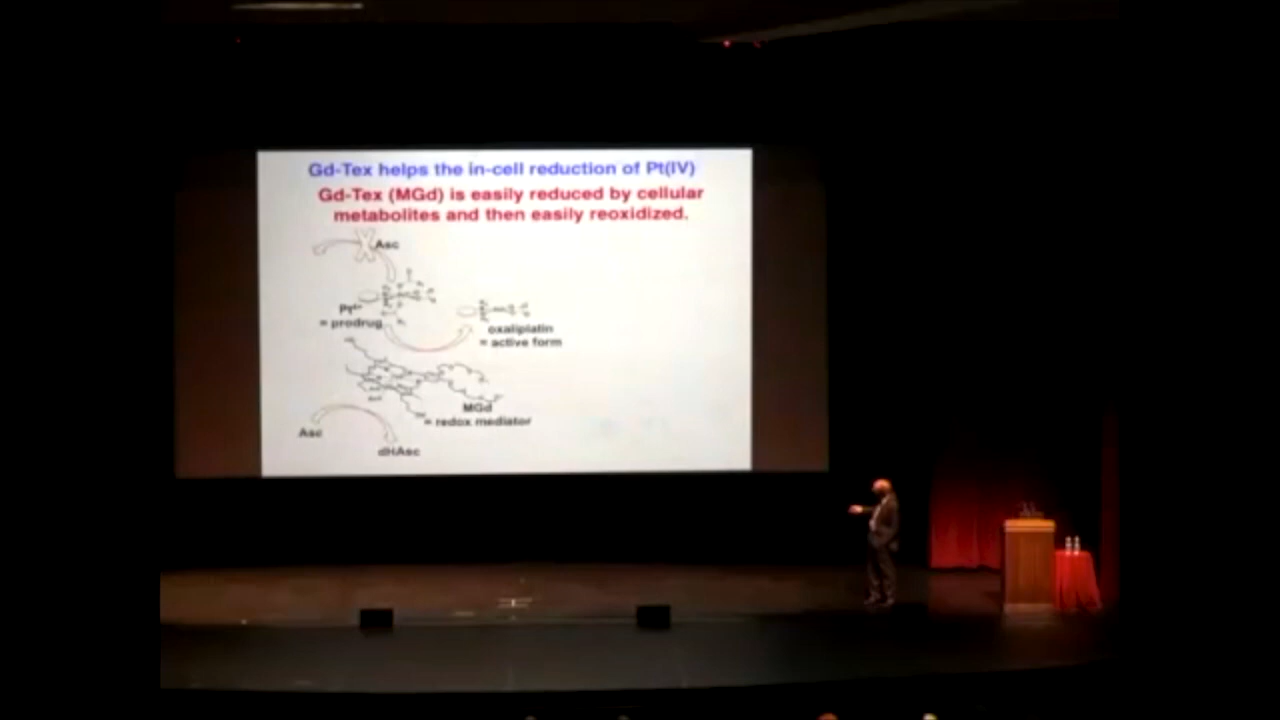 Gd-Tex helps the in-cell reduction of Pt(IV)
Gd-Tex (MGd) is easily reduced by cellular
metabolites and then easily reoxidized.
Asc
Pt⁴⁺
= prodrug
oxaliplatin
= active form
MGd
= redox mediator
Asc
dHAsc